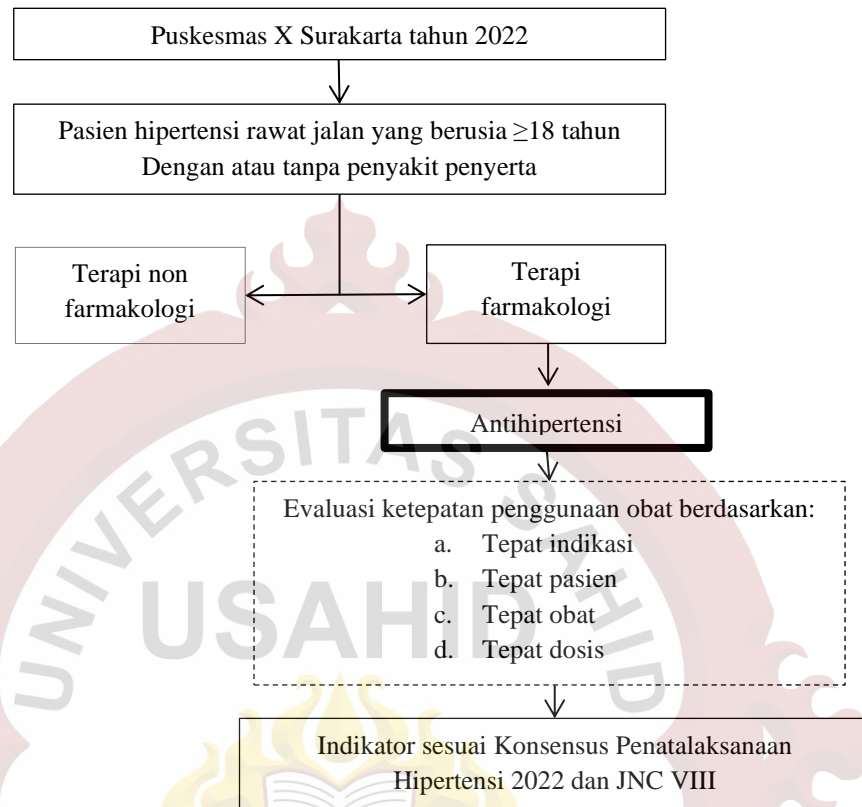 Puskesmas X Surakarta tahun 2022
Pasien hipertensi rawat jalan yang berusia ≥18 tahun
Dengan atau tanpa penyakit penyerta
Terapi non
farmakologi
Terapi
farmakologi
Antihipertensi
Evaluasi ketepatan penggunaan obat berdasarkan:
a. Tepat indikasi
b. Tepat pasien
c. Tepat obat
d. Tepat dosis
Indikator sesuai Konsensus Penatalaksanaan
Hipertensi 2022 dan JNC VIII
UNIVERSITAS SAHID
USAHID